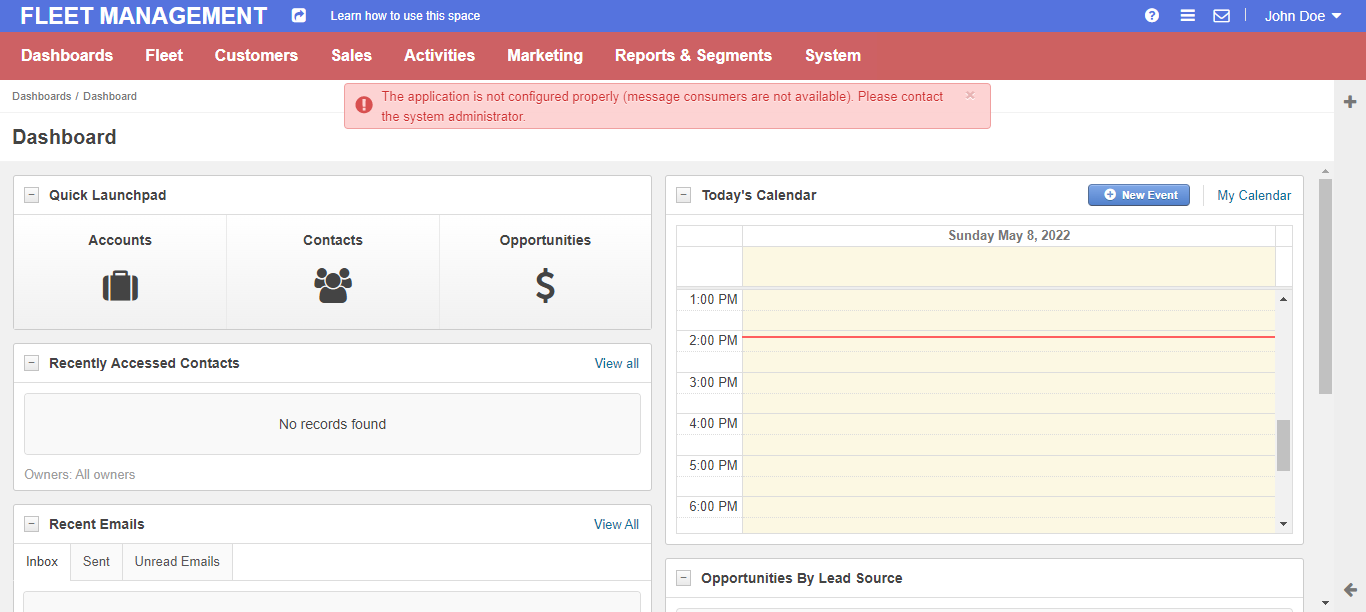 FLEET MANAGEMENT
Learn how to use this space
John Doe
Dashboards
Fleet
Customers
Sales
Activities
Marketing
Reports & Segments
System
Dashboards / Dashboard
The application is not configured properly (message consumers are not available). Please contact
the system administrator.
×
Dashboard
Quick Launchpad
Accounts
Contacts
Opportunities
Recently Accessed Contacts
View all
No records found
Owners: All owners
Recent Emails
View All
Inbox
Sent
Unread Emails
Today's Calendar
New Event
My Calendar
Sunday May 8, 2022
1:00 PM
2:00 PM
3:00 PM
4:00 PM
5:00 PM
6:00 PM
Opportunities By Lead Source